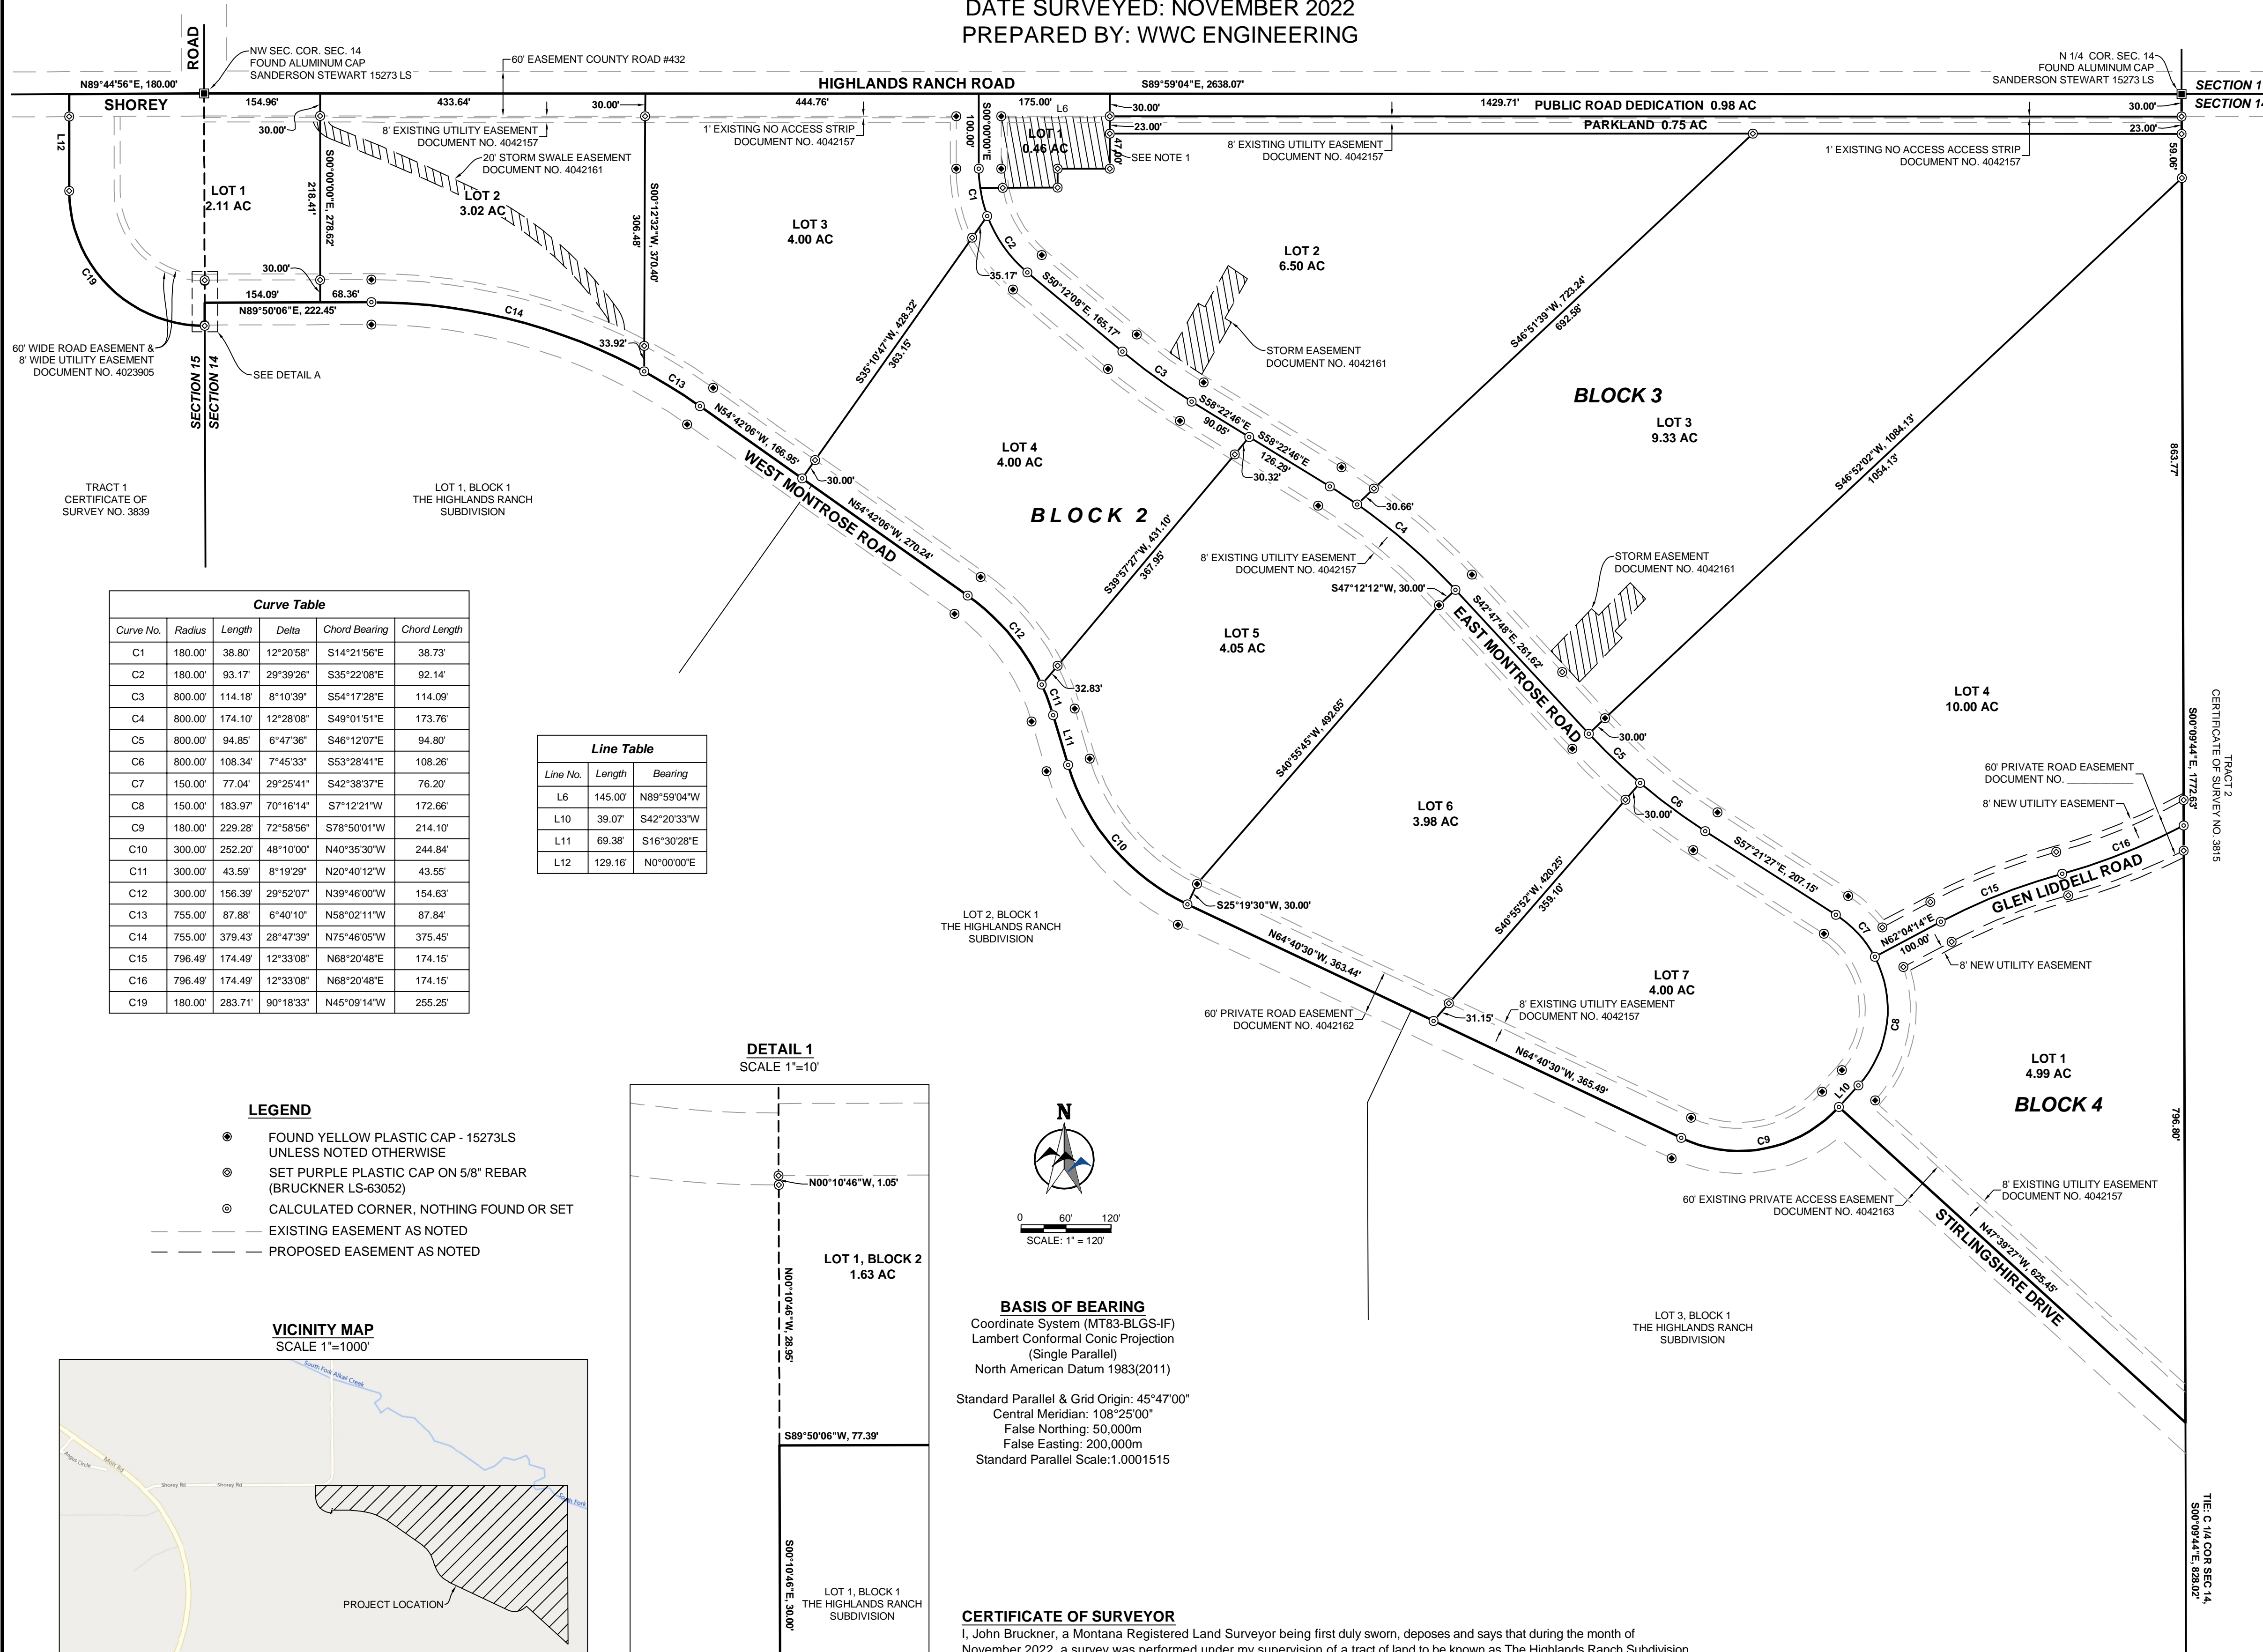 DATE SURVEYED: NOVEMBER 2022
PREPARED BY: WWC ENGINEERING
ROAD
NW SEC. COR. SEC. 14
FOUND ALUMINUM CAP
SANDERSON STEWART 15273 LS
60' EASEMENT COUNTY ROAD #432
N 1/4 COR. SEC. 14
FOUND ALUMINUM CAP
SANDERSON STEWART 15273 LS
N89°44'56"E, 180.00'
HIGHLANDS RANCH ROAD
S89°59'04"E, 2638.07'
SECTION 1
SECTION 14
SHOREY
154.96'
433.64'
30.00'
444.76'
175.00'
L6
30.00'
1429.71'
PUBLIC ROAD DEDICATION 0.98 AC
30.00'
30.00'
8' EXISTING UTILITY EASEMENT
DOCUMENT NO. 4042157
1' EXISTING NO ACCESS STRIP
DOCUMENT NO. 4042157
S00°00'00"E
100.00'
LOT 1
0.46 AC
23.00'
47.00'
SEE NOTE 1
PARKLAND 0.75 AC
23.00'
8' EXISTING UTILITY EASEMENT
DOCUMENT NO. 4042157
1' EXISTING NO ACCESS ACCESS STRIP
DOCUMENT NO. 4042157
59.06'
L12
20' STORM SWALE EASEMENT
DOCUMENT NO. 4042161
LOT 1
2.11 AC
S00°00'00"E, 278.62'
218.41'
LOT 2
3.02 AC
S00°12'32"W, 370.40'
306.48'
LOT 3
4.00 AC
C1
C2
35.17'
LOT 2
6.50 AC
C19
30.00'
154.09'
68.36'
N89°50'06"E, 222.45'
C14
33.92'
S50°12'08"E, 165.17'
S46°51'39"W, 723.24'
692.58'
60' WIDE ROAD EASEMENT &
8' WIDE UTILITY EASEMENT
DOCUMENT NO. 4023905
SEE DETAIL A
SECTION 15
SECTION 14
C13
S35°10'47"W, 428.32'
363.15'
STORM EASEMENT
DOCUMENT NO. 4042161
C3
BLOCK 3
LOT 3
9.33 AC
N54°42'06"W, 166.95'
S58°22'46"E
90.05'
S58°22'46"E
126.29'
LOT 4
4.00 AC
30.32'
S46°52'02"W, 1084.13'
1054.13'
863.77'
WEST MONTROSE ROAD
30.00'
N54°42'06"W, 270.24'
BLOCK 2
30.66'
C4
TRACT 1
CERTIFICATE OF
SURVEY NO. 3839
LOT 1, BLOCK 1
THE HIGHLANDS RANCH
SUBDIVISION
S39°57'27"W, 431.10'
367.95'
8' EXISTING UTILITY EASEMENT
DOCUMENT NO. 4042157
STORM EASEMENT
DOCUMENT NO. 4042161
S47°12'12"W, 30.00'
S42°47'48"E, 261.62'
EAST MONTROSE ROAD
Curve Table
Curve No. Radius Length Delta Chord Bearing Chord Length
C1 180.00' 38.80' 12°20'58" S14°21'56"E 38.73'
C2 180.00' 93.17' 29°39'26" S35°22'08"E 92.14'
C3 800.00' 114.18' 8°10'39" S54°17'28"E 114.09'
C4 800.00' 174.10' 12°28'08" S49°01'51"E 173.76'
C5 800.00' 94.85' 6°47'36" S46°12'07"E 94.80'
C6 800.00' 108.34' 7°45'33" S53°28'41"E 108.26'
C7 150.00' 77.04' 29°25'41" S42°38'37"E 76.20'
C8 150.00' 183.97' 70°16'14" S7°12'21"W 172.66'
C9 180.00' 229.28' 72°58'56" S78°50'01"W 214.10'
C10 300.00' 252.20' 48°10'00" N40°35'30"W 244.84'
C11 300.00' 43.59' 8°19'29" N20°40'12"W 43.55'
C12 300.00' 156.39' 29°52'07" N39°46'00"W 154.63'
C13 755.00' 87.88' 6°40'10" N58°02'11"W 87.84'
C14 755.00' 379.43' 28°47'39" N75°46'05"W 375.45'
C15 796.49' 174.49' 12°33'08" N68°20'48"E 174.15'
C16 796.49' 174.49' 12°33'08" N68°20'48"E 174.15'
C19 180.00' 283.71' 90°18'33" N45°09'14"W 255.25'
Line Table
Line No. Length Bearing
L6 145.00' N89°59'04"W
L10 39.07' S42°20'33"W
L11 69.38' S16°30'28"E
L12 129.16' N0°00'00"E
C12
LOT 5
4.05 AC
32.83'
C11
L11
C10
S40°55'45"W, 492.65'
LOT 6
3.98 AC
30.00'
C5
LOT 4
10.00 AC
S00°09'44"E, 1772.63'
TRACT 2
CERTIFICATE OF SURVEY NO. 3815
60' PRIVATE ROAD EASEMENT
DOCUMENT NO. ____________
8' NEW UTILITY EASEMENT
30.00'
C6
S57°21'27"E, 207.15'
C16
C15
GLEN LIDDELL ROAD
C7
N62°04'14"E
100.00'
8' NEW UTILITY EASEMENT
S25°19'30"W, 30.00'
S40°55'52"W, 420.25'
359.10'
LOT 2, BLOCK 1
THE HIGHLANDS RANCH
SUBDIVISION
N64°40'30"W, 363.44'
60' PRIVATE ROAD EASEMENT
DOCUMENT NO. 4042162
31.15'
LOT 7
4.00 AC
8' EXISTING UTILITY EASEMENT
DOCUMENT NO. 4042157
C8
N64°40'30"W, 365.49'
L10
C9
LOT 1
4.99 AC
BLOCK 4
796.80'
60' EXISTING PRIVATE ACCESS EASEMENT
DOCUMENT NO. 4042163
8' EXISTING UTILITY EASEMENT
DOCUMENT NO. 4042157
N47°39'27"W, 625.45'
STIRLINGSHIRE DRIVE
LOT 3, BLOCK 1
THE HIGHLANDS RANCH
SUBDIVISION
TIE: C 1/4 COR SEC 14,
S00°09'44"E, 828.02'
LEGEND
FOUND YELLOW PLASTIC CAP - 15273LS
UNLESS NOTED OTHERWISE
SET PURPLE PLASTIC CAP ON 5/8" REBAR
(BRUCKNER LS-63052)
CALCULATED CORNER, NOTHING FOUND OR SET
EXISTING EASEMENT AS NOTED
PROPOSED EASEMENT AS NOTED
VICINITY MAP
SCALE 1"=1000'
South Fork Alkali Creek
South Fork
Angus Circle
Molt Rd
Shorey Rd
Shorey Rd
PROJECT LOCATION
DETAIL 1
SCALE 1"=10'
N00°10'46"W, 1.05'
LOT 1, BLOCK 2
1.63 AC
N00°10'46"W, 28.95'
S89°50'06"W, 77.39'
S00°10'46"E, 30.00'
LOT 1, BLOCK 1
THE HIGHLANDS RANCH
SUBDIVISION
N
0 60' 120'
SCALE: 1" = 120'
BASIS OF BEARING
Coordinate System (MT83-BLGS-IF)
Lambert Conformal Conic Projection
(Single Parallel)
North American Datum 1983(2011)
Standard Parallel & Grid Origin: 45°47'00"
Central Meridian: 108°25'00"
False Northing: 50,000m
False Easting: 200,000m
Standard Parallel Scale:1.0001515
CERTIFICATE OF SURVEYOR
I, John Bruckner, a Montana Registered Land Surveyor being first duly sworn, deposes and says that during the month of
November 2022, a survey was performed under my supervision of a tract of land to be known as The Highlands Ranch Subdivision